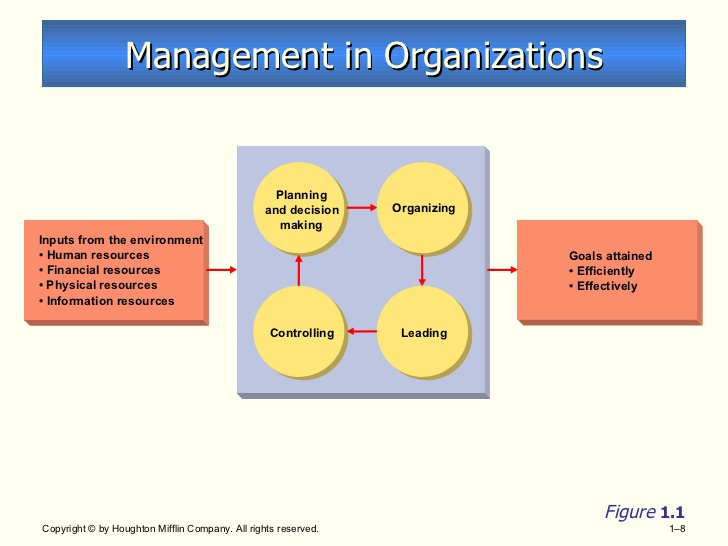 Management in Organizations
Inputs from the environment
• Human resources
• Financial resources
• Physical resources
• Information resources
Planning
and decision
making
Organizing
Controlling
Leading
Goals attained
• Efficiently
• Effectively
Figure 1.1
Copyright © by Houghton Mifflin Company. All rights reserved.
1–8